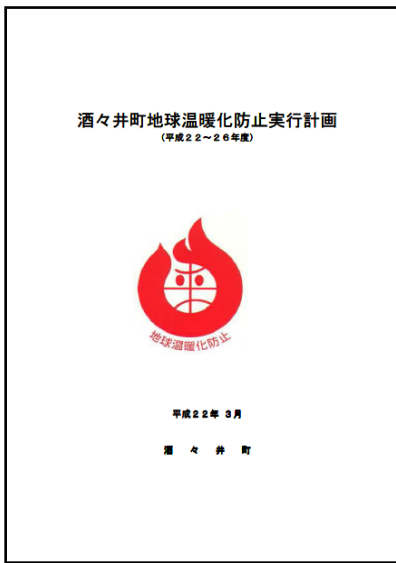 酒々井町地球温暖化防止実行計画
（平成２２～２６年度）
地球温暖化防止
平成２２年 ３月
酒 々 井 町